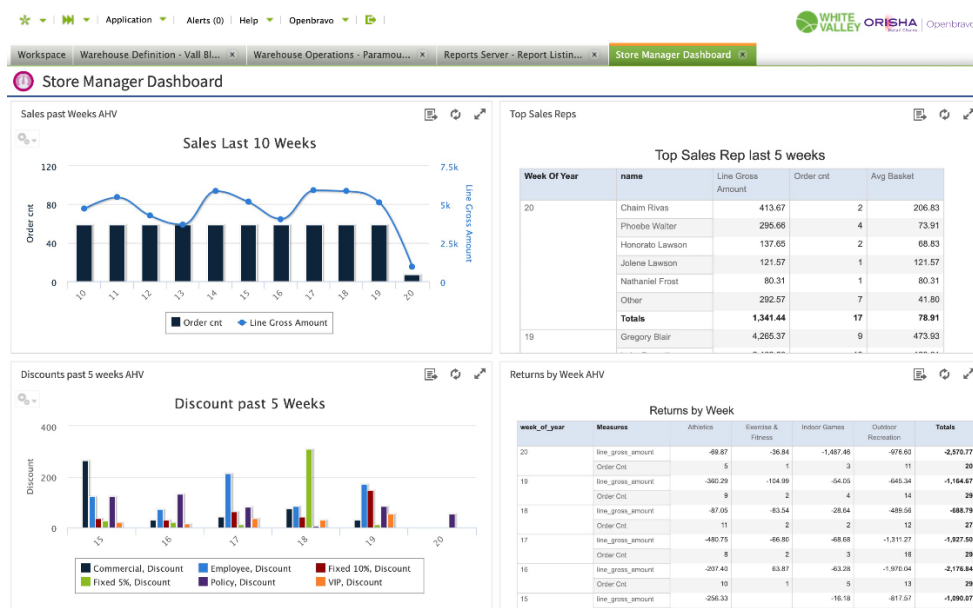 Application Alerts (0) Help Openbravo
WHITE VALLEY ORISHA Openbravo
Workspace Warehouse Definition - Vall Bl... x Warehouse Operations - Paramou... x Reports Server - Report Listin... x Store Manager Dashboard x
Store Manager Dashboard
Sales past Weeks AHV
Sales Last 10 Weeks
120 7.5k
80 5k
40 2.5k
0 0
Order cnt
Line Gross Amount
10 11 12 13 14 15 16 17 18 19 20
Order cnt Line Gross Amount
Top Sales Reps
Top Sales Rep last 5 weeks
Week Of Year name Line Gross Amount Order cnt Avg Basket
20 Chaim Rivas 413.67 2 206.83
Phoebe Walter 295.66 4 73.91
Honorato Lawson 137.65 2 68.83
Jolene Lawson 121.57 1 121.57
Nathaniel Frost 80.31 1 80.31
Other 292.57 7 41.80
Totals 1,341.44 17 78.91
19 Gregory Blair 4,265.37 9 473.93
Discounts past 5 weeks AHV
Discount past 5 Weeks
400
200
0
Discount
15 16 17 18 19 20
Commercial, Discount Employee, Discount Fixed 10%, Discount
Fixed 5%, Discount Policy, Discount VIP, Discount
Returns by Week AHV
Returns by Week
week_of_year Measures Athletics Exercise & Fitness Indoor Games Outdoor Recreation Totals
20 line_gross_amount -69.87 -36.84 -1,487.46 -976.60 -2,570.77
Order Cnt 5 1 3 11 20
19 line_gross_amount -360.29 -104.99 -54.05 -645.34 -1,164.67
Order Cnt 9 2 4 14 29
18 line_gross_amount -87.05 -83.54 -28.64 -489.56 -688.79
Order Cnt 11 2 2 12 27
17 line_gross_amount -480.75 -66.80 -68.68 -1,311.27 -1,927.50
Order Cnt 8 2 3 16 29
16 line_gross_amount -207.40 63.87 -63.28 -1,970.04 -2,176.84
Order Cnt 10 1 5 13 29
15 line_gross_amount -256.33 -16.18 -817.57 -1,090.07